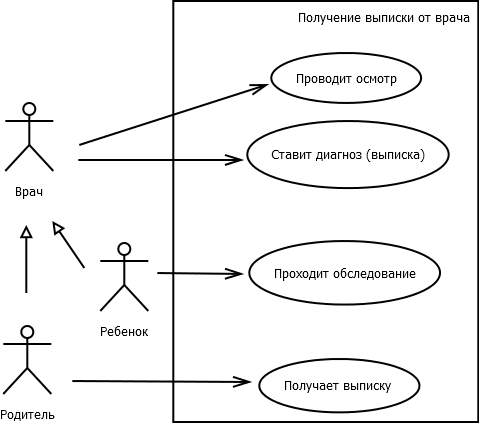 Получение выписки от врача
Проводит осмотр
Ставит диагноз (выписка)
Врач
Проходит обследование
Ребенок
Получает выписку
Родитель